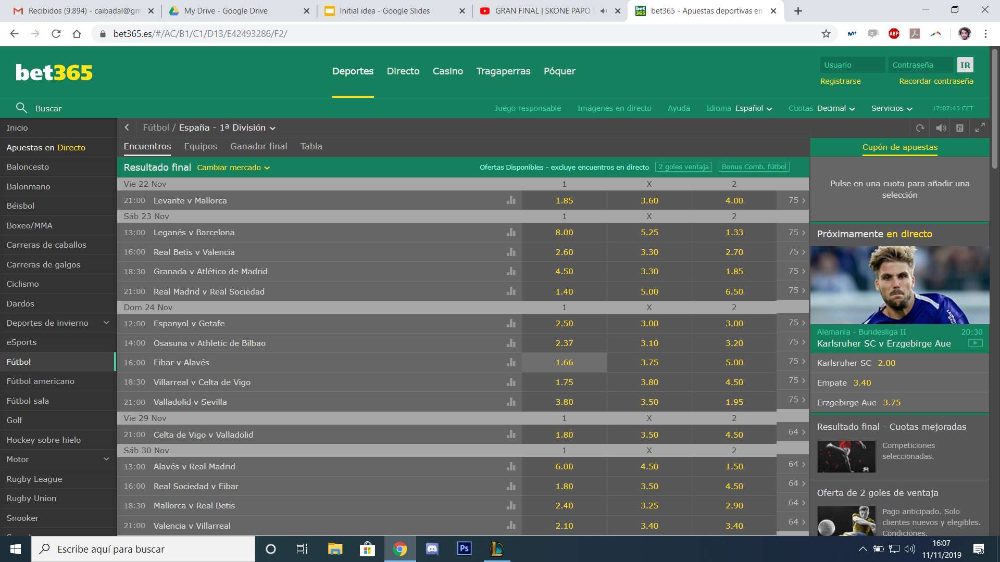 Recibidos (9.894) - caibadal@gm
My Drive - Google Drive
Initial idea - Google Slides
GRAN FINAL | SKONE PAPO
bet365 - Apuestas deportivas en
bet365.es/#/AC/B1/C1/D13/E42493286/F2/
ABP
bet365
Deportes Directo Casino Tragaperras Póquer
Usuario Contraseña IR
Registrarse Recordar contraseña
Buscar
Juego responsable Imágenes en directo Ayuda Idioma Español Cuotas Decimal Servicios 17:07:45 CET
Inicio
Apuestas en Directo
Baloncesto
Balonmano
Béisbol
Boxeo/MMA
Carreras de caballos
Carreras de galgos
Ciclismo
Dardos
Deportes de invierno
eSports
Fútbol
Fútbol americano
Fútbol sala
Golf
Hockey sobre hielo
Motor
Rugby League
Rugby Union
Snooker
Fútbol / España - 1ª División
Encuentros Equipos Ganador final Tabla
Resultado final Cambiar mercado Ofertas Disponibles - excluye encuentros en directo 2 goles ventaja Bonus Comb. fútbol
Vie 22 Nov 1 X 2
21:00 Levante v Mallorca 1.85 3.60 4.00 75
Sáb 23 Nov 1 X 2
13:00 Leganés v Barcelona 8.00 5.25 1.33 75
16:00 Real Betis v Valencia 2.60 3.30 2.70 75
18:30 Granada v Atlético de Madrid 4.50 3.30 1.85 75
21:00 Real Madrid v Real Sociedad 1.40 5.00 6.50 75
Dom 24 Nov 1 X 2
12:00 Espanyol v Getafe 2.50 3.00 3.00 75
14:00 Osasuna v Athletic de Bilbao 2.37 3.10 3.20 75
16:00 Eibar v Alavés 1.66 3.75 5.00 75
18:30 Villarreal v Celta de Vigo 1.75 3.80 4.50 75
21:00 Valladolid v Sevilla 3.80 3.50 1.95 75
Vie 29 Nov 1 X 2
21:00 Celta de Vigo v Valladolid 1.80 3.50 4.50 64
Sáb 30 Nov 1 X 2
13:00 Alavés v Real Madrid 6.00 4.50 1.50 64
16:00 Real Sociedad v Eibar 1.80 3.50 4.50 64
18:30 Mallorca v Real Betis 2.40 3.25 2.90 64
21:00 Valencia v Villarreal 2.10 3.40 3.40 64
Cupón de apuestas
Pulse en una cuota para añadir una
selección
Próximamente en directo
Alemania - Bundesliga II 20:30
Karlsruher SC v Erzgebirge Aue
Karlsruher SC 2.00
Empate 3.40
Erzgebirge Aue 3.75
Resultado final - Cuotas mejoradas
Competiciones
seleccionadas.
Oferta de 2 goles de ventaja
Pago anticipado. Solo
clientes nuevos y elegibles.
Condiciones.
Escribe aquí para buscar
Ps
16:07
11/11/2019